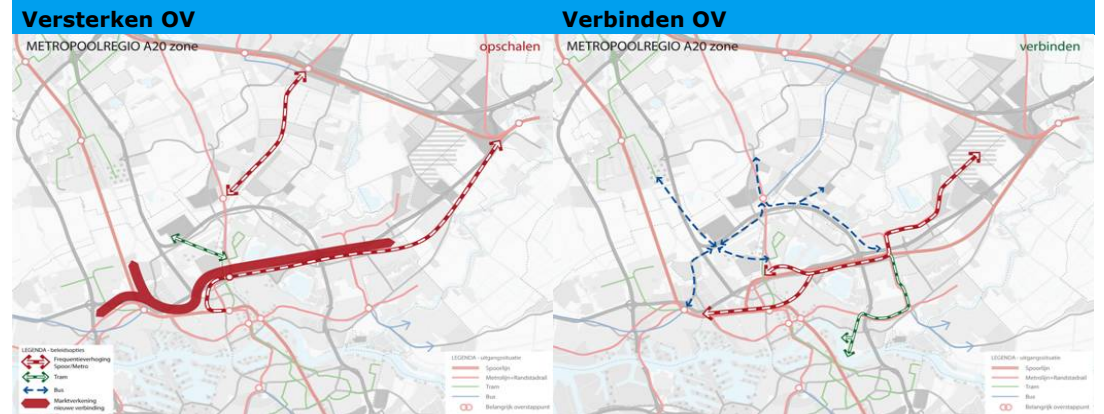 Versterken OV
METROPOOLREGIO A20 zone
opschalen
LEGENDA - beleidsopties
Frequentieverhoging
Spoor/Metro
Tram
Bus
Marktverkening
nieuwe verbinding
LEGENDA - uitgangssituatie
Spoorlijn
Metrolijn+Randstadrail
Tram
Bus
Belangrijk overstappunt
Verbinden OV
METROPOOLREGIO A20 zone
verbinden
LEGENDA - uitgangssituatie
Spoorlijn
Metrolijn+Randstadrail
Tram
Bus
Belangrijk overstappunt